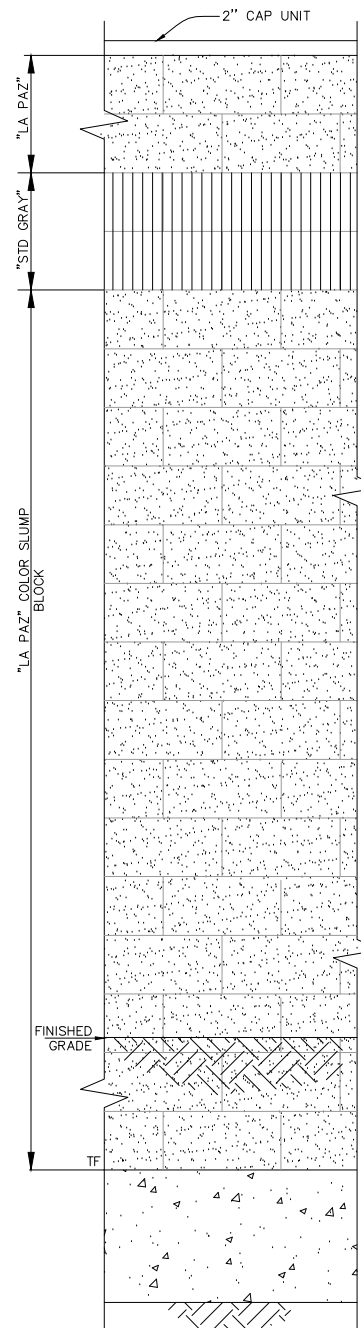 2'' CAP UNIT
"LA PAZ"
"STD GRAY"
"LA PAZ" COLOR SLUMP
BLOCK
FINISHED
GRADE
TF